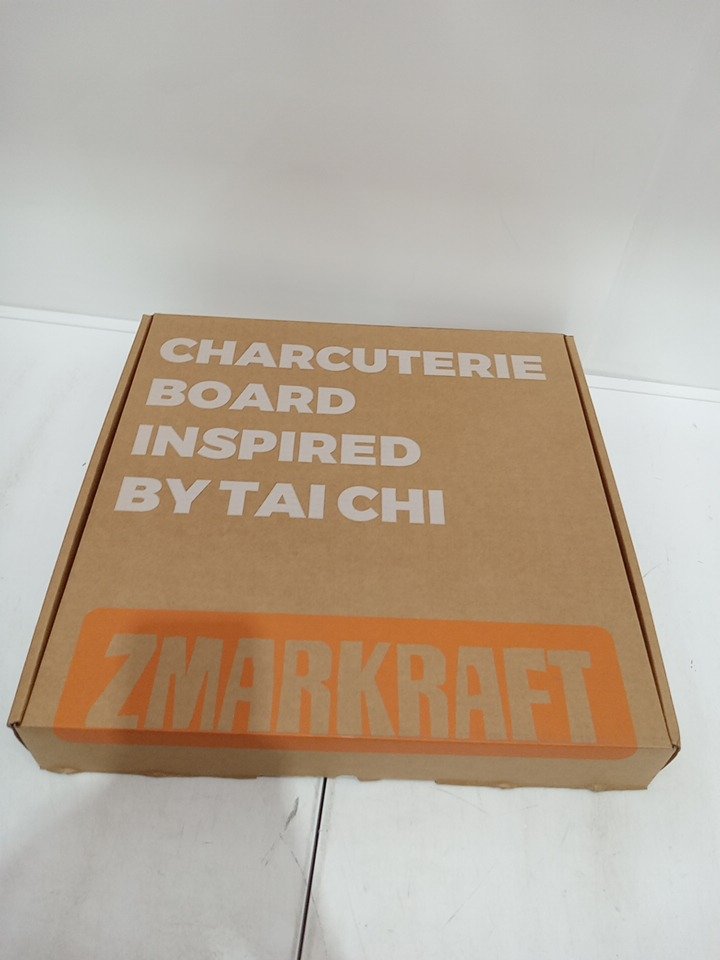 CHARCUTERIE
BOARD
INSPIRED
BY TAI CHI
ZMARKRAFT